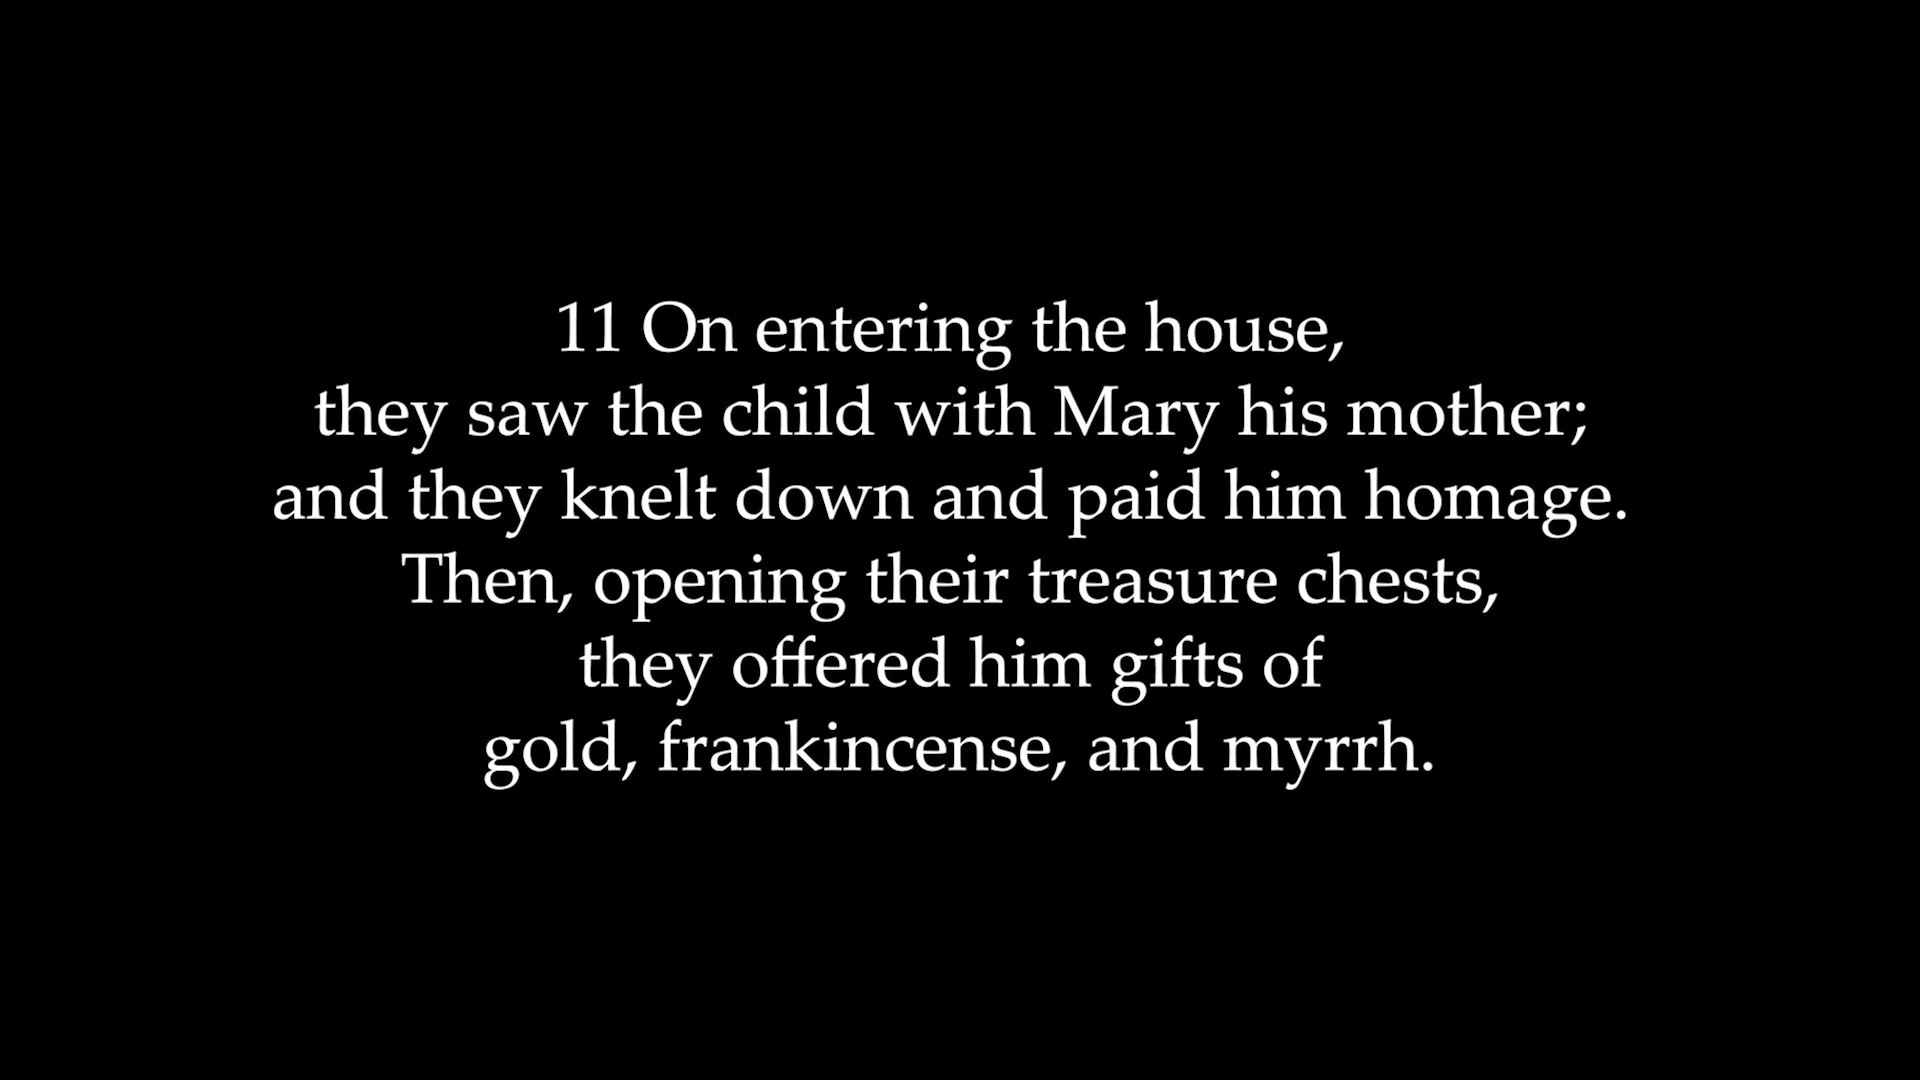 11 On entering the house,
they saw the child with Mary his mother;
and they knelt down and paid him homage.
Then, opening their treasure chests,
they offered him gifts of
gold, frankincense, and myrrh.